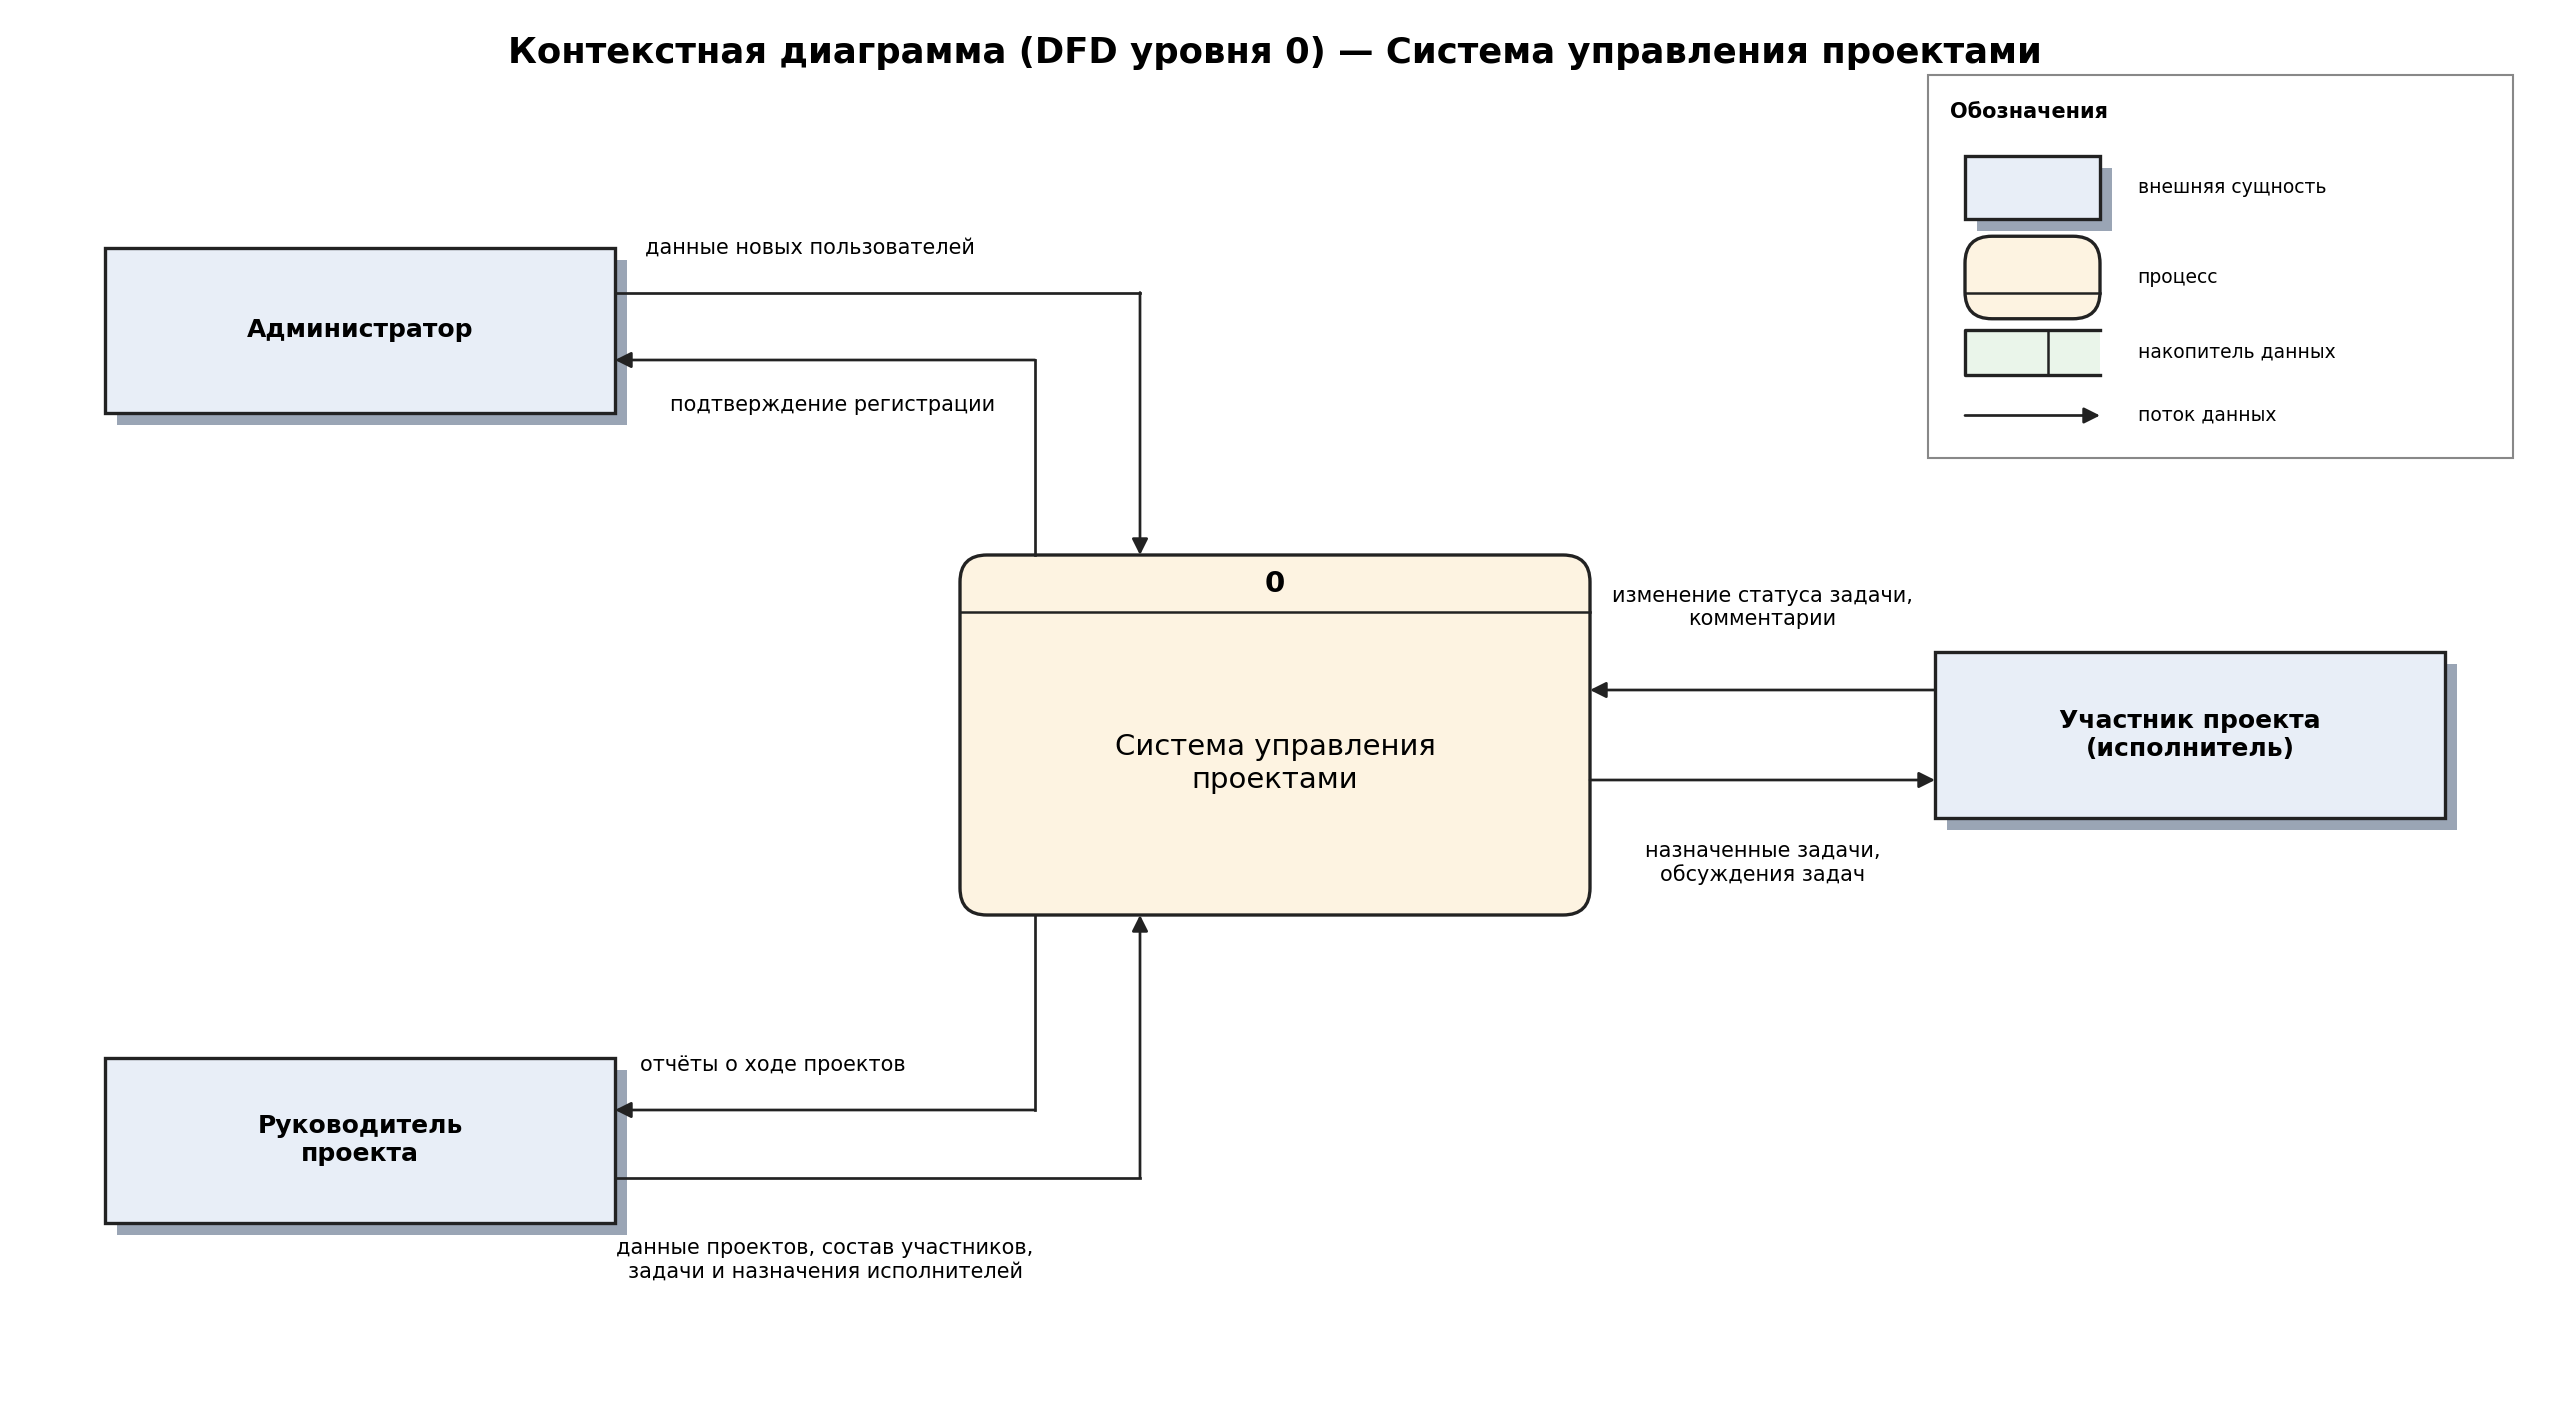 Контекстная диаграмма (DFD уровня 0) — Система управления проектами
Обозначения
внешняя сущность
процесс
накопитель данных
поток данных
данные новых пользователей
Администратор
подтверждение регистрации
0
Система управления
проектами
изменение статуса задачи,
комментарии
Участник проекта
(исполнитель)
назначенные задачи,
обсуждения задач
отчёты о ходе проектов
Руководитель
проекта
данные проектов, состав участников,
задачи и назначения исполнителей